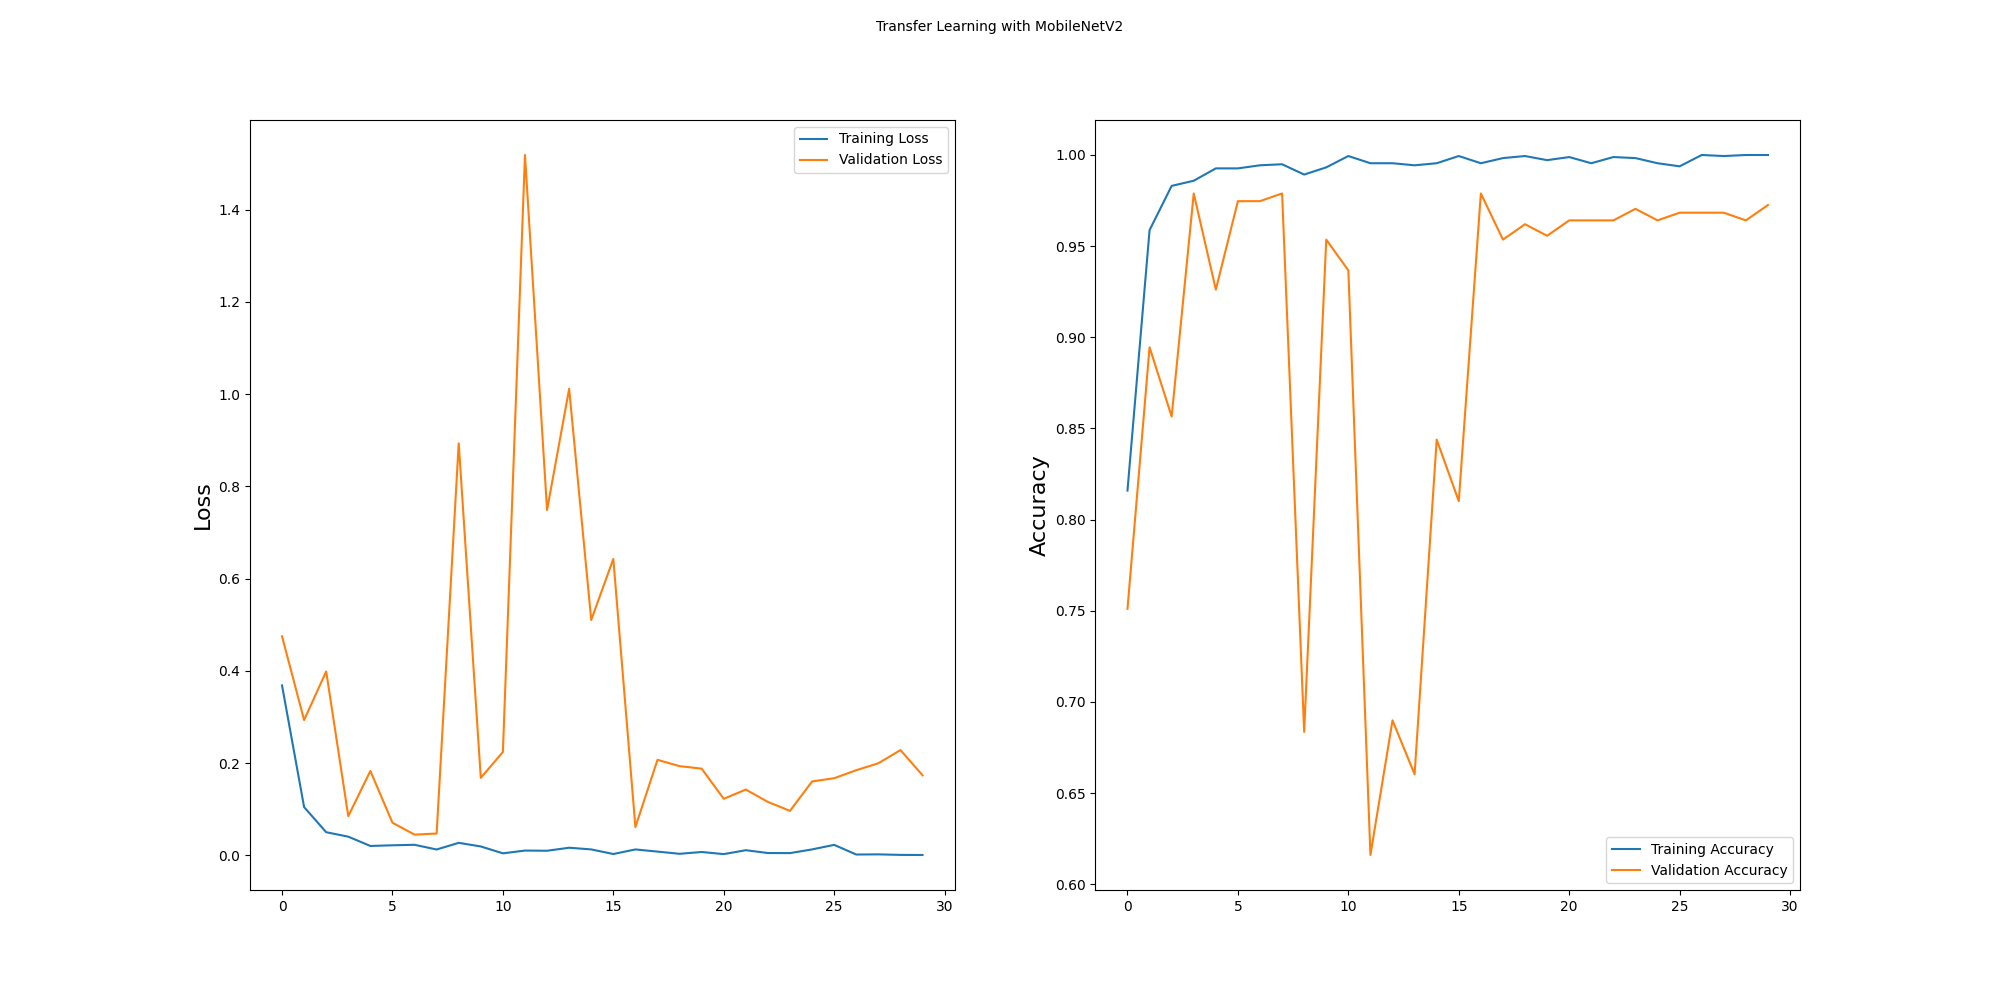 Transfer Learning with MobileNetV2
Training Loss
Validation Loss
Loss
1.4
1.2
1.0
0.8
0.6
0.4
0.2
0.0
0 5 10 15 20 25 30
Accuracy
1.00
0.95
0.90
0.85
0.80
0.75
0.70
0.65
0.60
Training Accuracy
Validation Accuracy
0 5 10 15 20 25 30